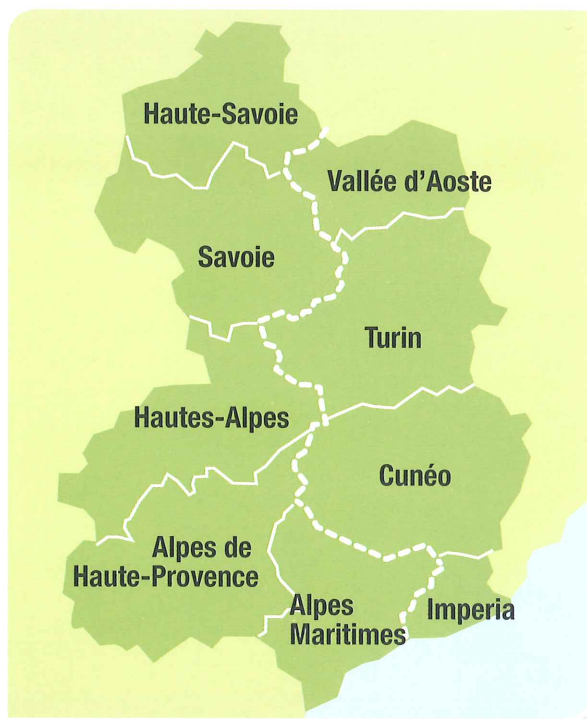 Haute-Savoie
Vallée d'Aoste
Savoie
Turin
Hautes-Alpes
Cunéo
Alpes de
Haute-Provence
Alpes
Maritimes
Imperia